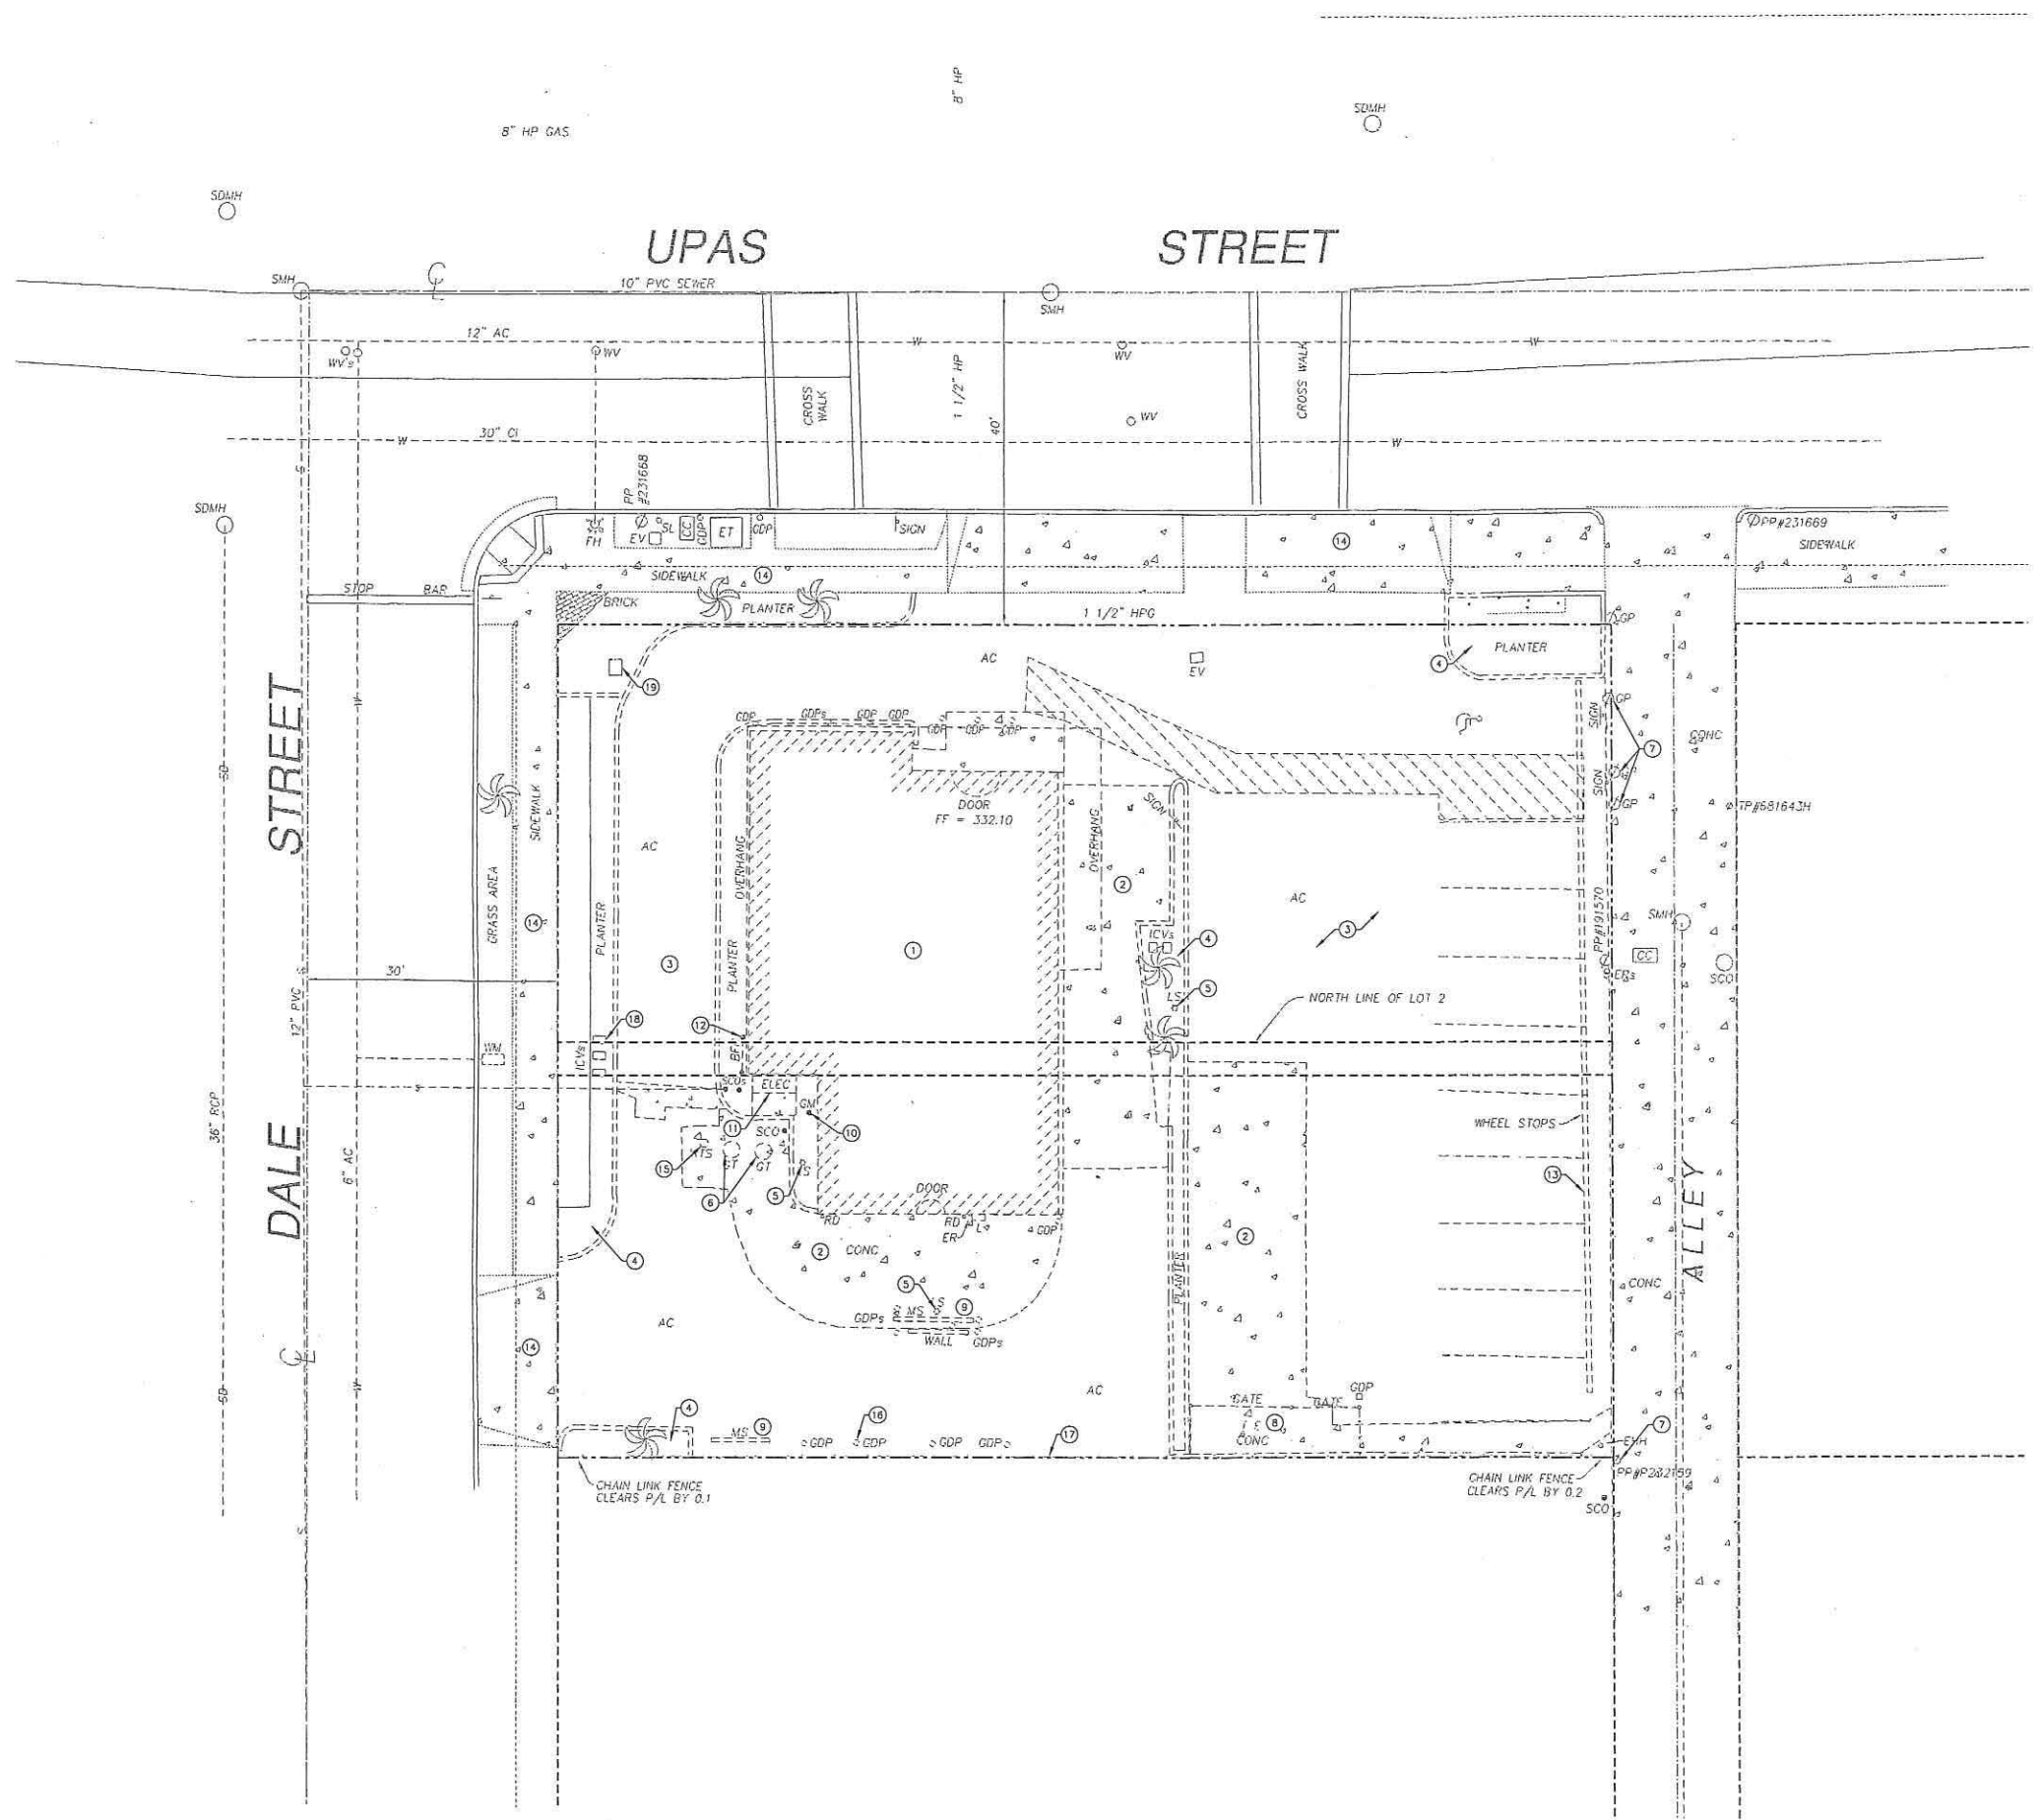 8" HP
SDMH
8" HP GAS
SDMH
UPAS STREET
SMH
10" PVC SEWER
SMH
12" AC
W
W
WV's
WV
WV
CROSS WALK
1 1/2" HP
40'
CROSS WALK
WV
30" CI
W
W
PP #231668
SDMH
FH
EV
SL
CC
GDP
ET
GDP
SIGN
14
PP#231669
SIDEWALK
SIDEWALK
14
STOP BAR
BRICK
PLANTER
1 1/2" HPG
GP
PLANTER
4
AC
EV
19
GP
SIGN
7
CONC
GDP
GDPs
GDP
GDP
GDP
GDP
GDP
DOOR
FF = 332.10
SIGN
SIGN
GP
TP#681643H
DALE STREET
SIDEWALK
AC
OVERHANG
OVERHANG
2
AC
GRASS AREA
14
PLANTER
PLANTER
3
1
ICVs
4
3
PP#191570
SMH
CC
SCO
30'
12" PVC
LS
5
NORTH LINE OF LOT 2
18
12
BF
WM
ICVs
SCOs
ELEC
GM
10
11
SCO
36" RCP
6" AC
WHEEL STOPS
15
GT
GT
6
5
13
ALLEY
DOOR
RD
RD
ER
GDP
2
CONC
2
4
5
MS
9
GDPs
WALL
GDPs
PLANTER
CONC
AC
14
AC
SD
SD
W
W
S
S
4
MS
9
16
GDP
GDP
GDP
GDP
17
GATE
GATE
GDP
8
CONC
7
EHH
CHAIN LINK FENCE
CLEARS P/L BY 0.1
CHAIN LINK FENCE
CLEARS P/L BY 0.2
SCO